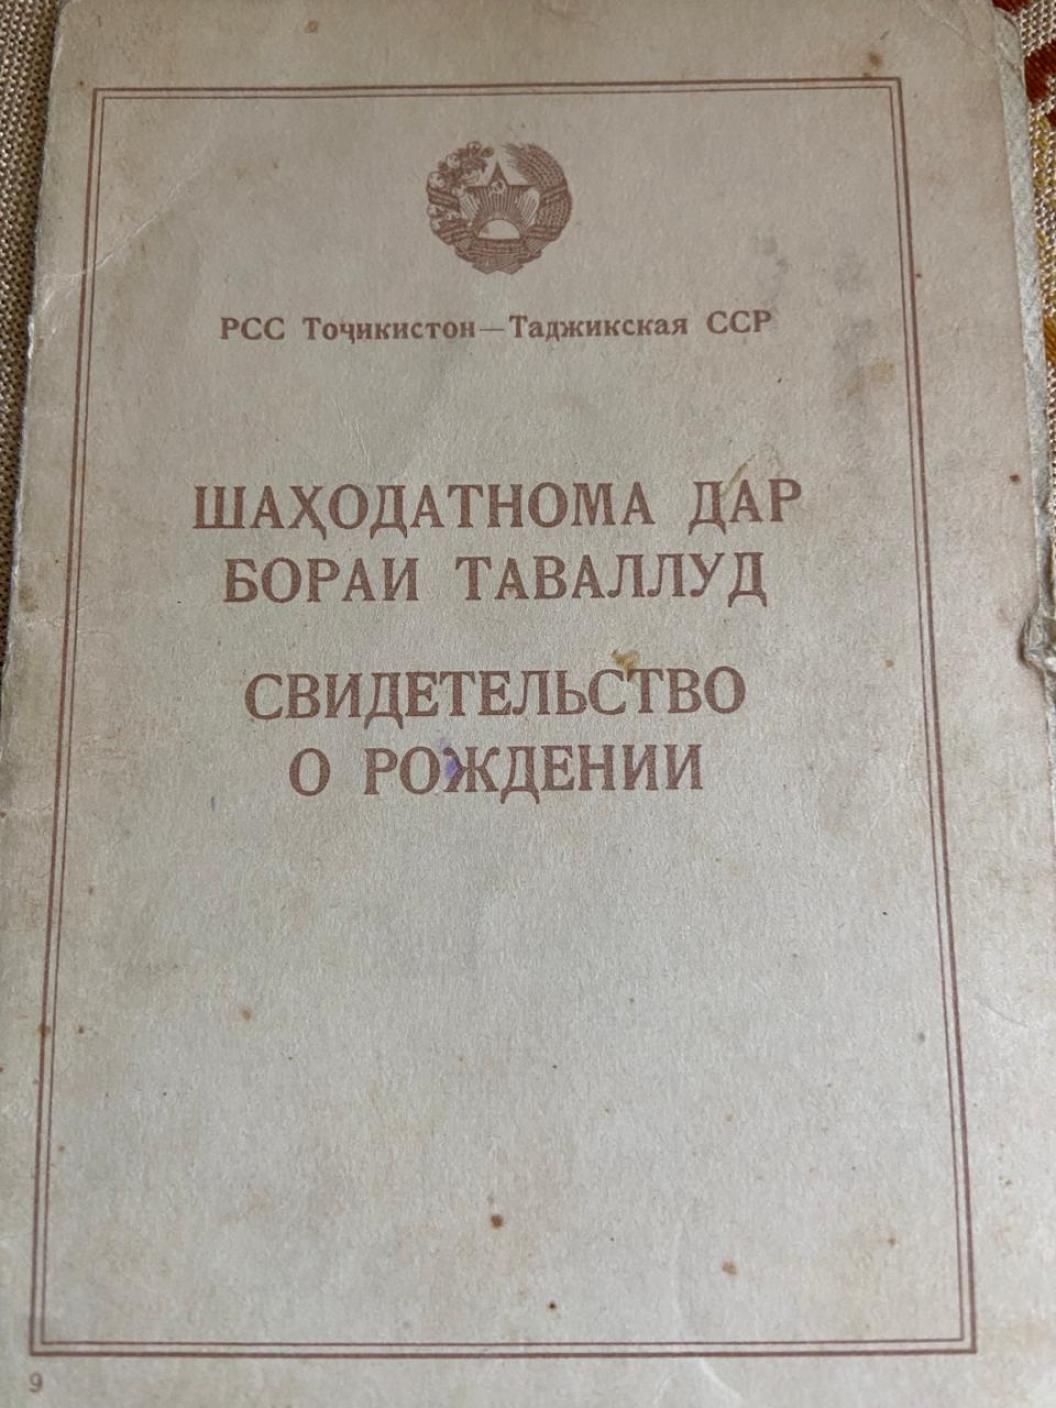 РСС Тоҷикистон—Таджикская ССР
ШАҲОДАТНОМА ДАР
БОРАИ ТАВАЛЛУД
СВИДЕТЕЛЬСТВО
О РОЖДЕНИИ
9